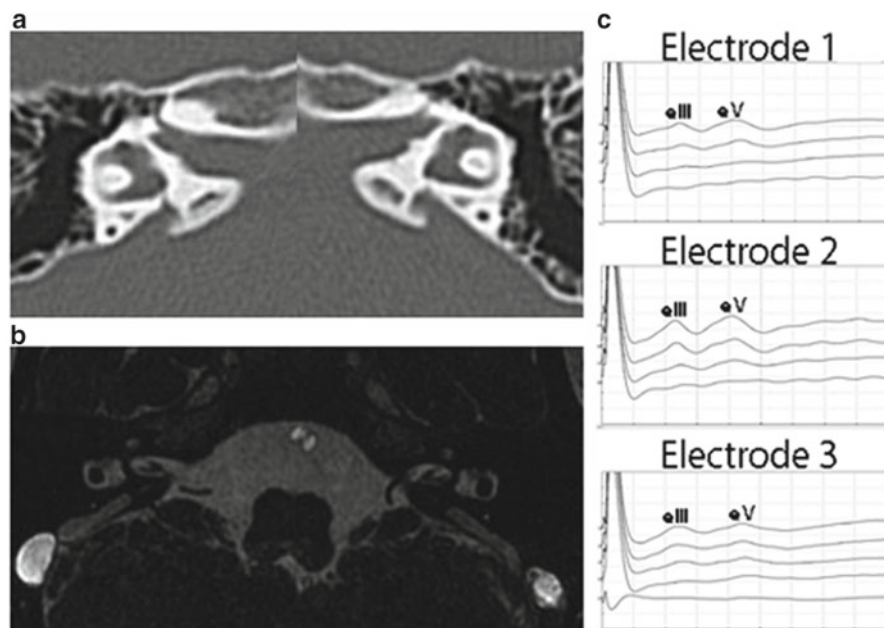 a
b
c
Electrode 1
III V
Electrode 2
III V
Electrode 3
III V